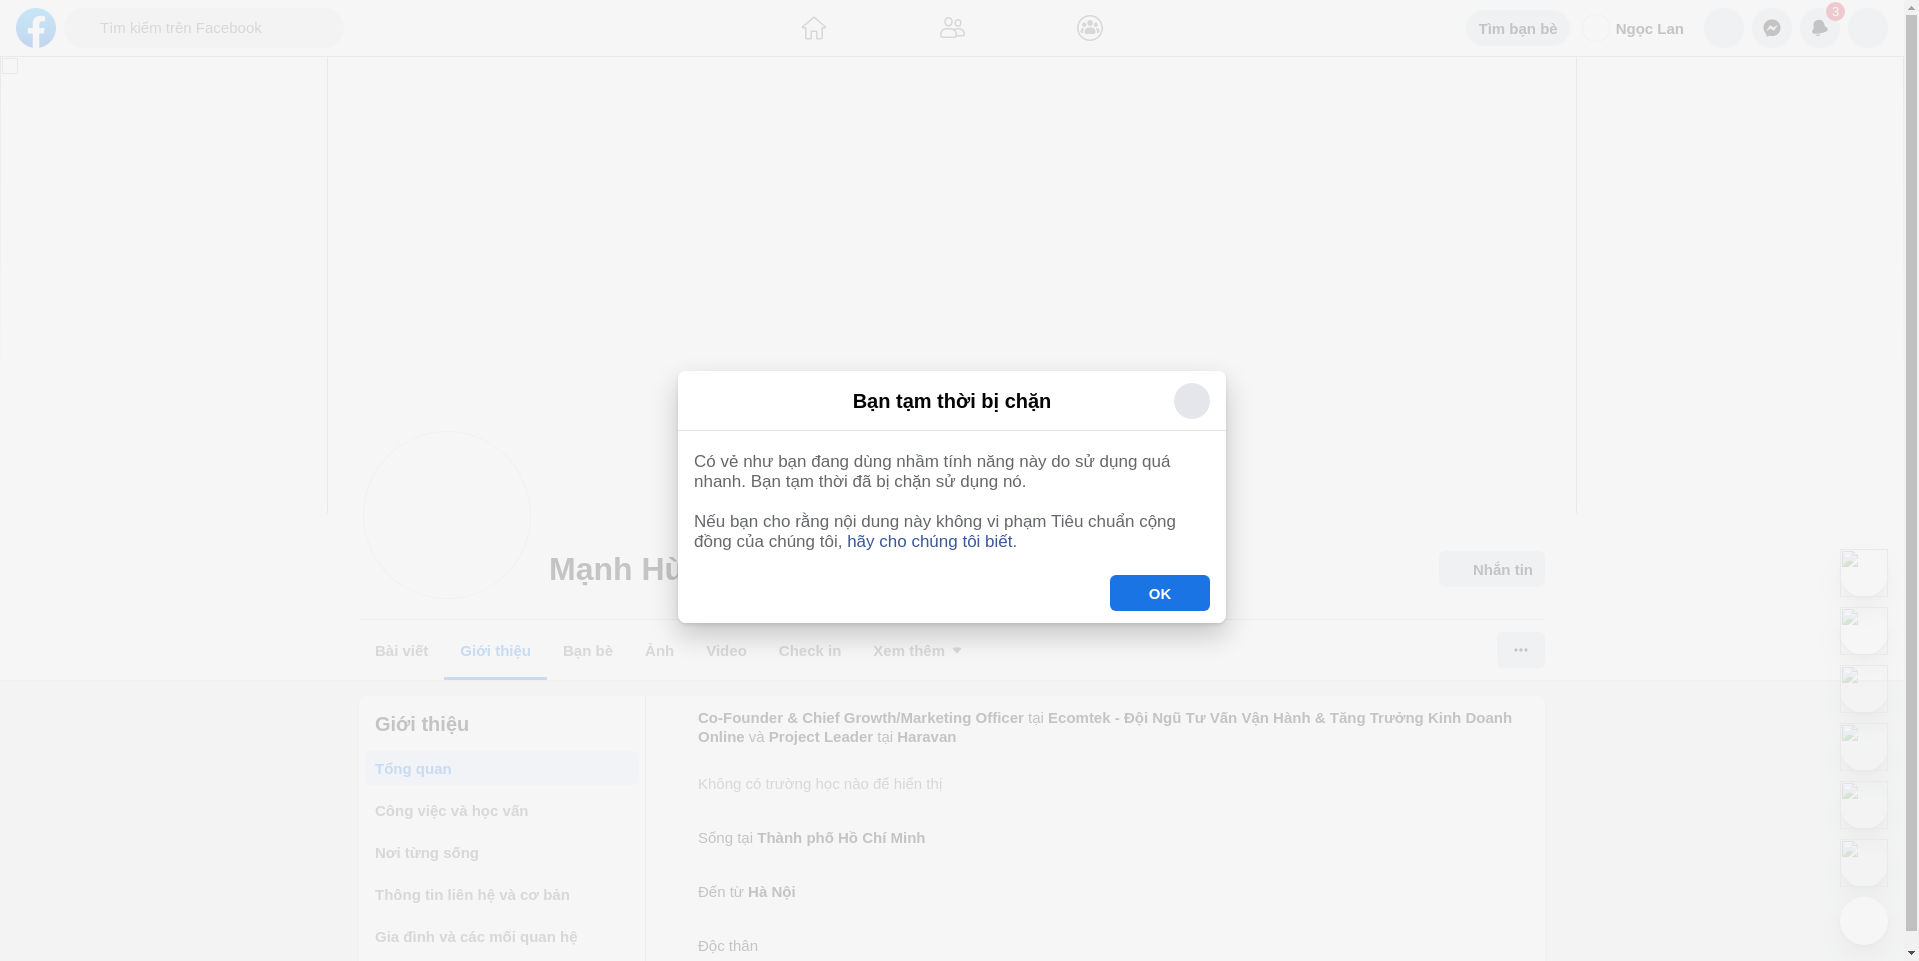 Tìm kiếm trên Facebook
Tìm bạn bè
Ngọc Lan
3
Bạn tạm thời bị chặn
Có vẻ như bạn đang dùng nhầm tính năng này do sử dụng quá
nhanh. Bạn tạm thời đã bị chặn sử dụng nó.
Nếu bạn cho rằng nội dung này không vi phạm Tiêu chuẩn cộng
đồng của chúng tôi, hãy cho chúng tôi biết.
OK
Mạnh
Nhắn tin
Bài viết
Giới thiệu
Bạn bè
Ảnh
Video
Check in
Xem thêm
Giới thiệu
Tổng quan
Công việc và học vấn
Nơi từng sống
Thông tin liên hệ và cơ bản
Gia đình và các mối quan hệ
Co-Founder & Chief Growth/Marketing Officer tại Ecomtek - Đội Ngũ Tư Vấn Vận Hành & Tăng Trưởng Kinh Doanh
Online và Project Leader tại Haravan
Không có trường học nào để hiển thị
Sống tại Thành phố Hồ Chí Minh
Đến từ Hà Nội
Độc thân